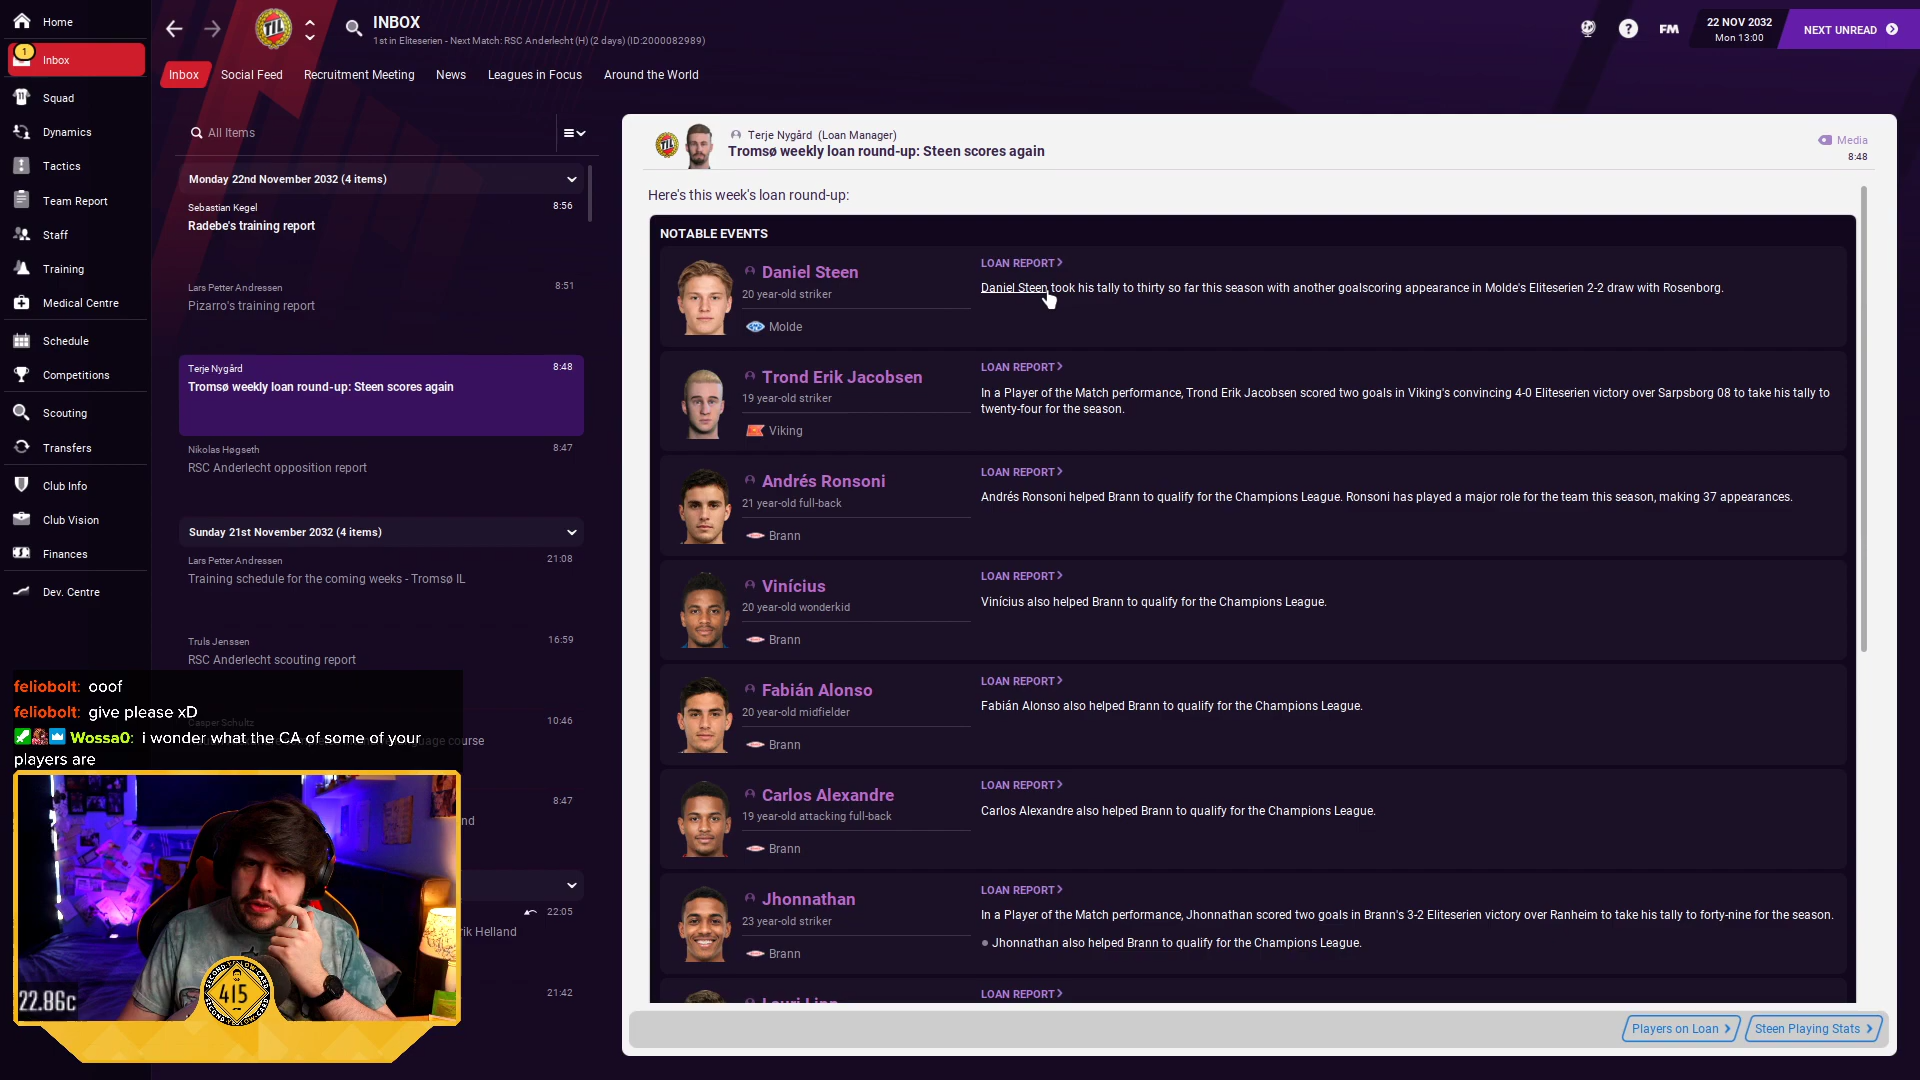 Home
1
Inbox
Squad
Dynamics
Tactics
Team Report
Staff
Training
Medical Centre
Schedule
Competitions
Scouting
Transfers
Club Info
Club Vision
Finances
Dev. Centre
TIL
INBOX
1st in Eliteserien - Next Match: RSC Anderlecht (H) (2 days) (ID:2000082989)
FM
22 NOV 2032
Mon 13:00
NEXT UNREAD
Inbox
Social Feed
Recruitment Meeting
News
Leagues in Focus
Around the World
All Items
Monday 22nd November 2032 (4 items)
Sebastian Kegel 8:56
Radebe's training report
Lars Petter Andressen 8:51
Pizarro's training report
Terje Nygård 8:48
Tromsø weekly loan round-up: Steen scores again
Nikolas Høgseth 8:47
RSC Anderlecht opposition report
Sunday 21st November 2032 (4 items)
Lars Petter Andressen 21:08
Training schedule for the coming weeks - Tromsø IL
Truls Jenssen 16:59
RSC Anderlecht scouting report
Casper Schultz 10:46
guage course
8:47
nd
22:05
rik Helland
21:42
feliobolt: ooof
feliobolt: give please xD
Wossa0: i wonder what the CA of some of your
players are
22.86c
SECOND YELLOW CARD
415
TIL
Terje Nygård (Loan Manager)
Tromsø weekly loan round-up: Steen scores again
Media
8:48
Here's this week's loan round-up:
NOTABLE EVENTS
Daniel Steen
20 year-old striker
Molde
LOAN REPORT
Daniel Steen took his tally to thirty so far this season with another goalscoring appearance in Molde's Eliteserien 2-2 draw with Rosenborg.
Trond Erik Jacobsen
19 year-old striker
Viking
LOAN REPORT
In a Player of the Match performance, Trond Erik Jacobsen scored two goals in Viking's convincing 4-0 Eliteserien victory over Sarpsborg 08 to take his tally to
twenty-four for the season.
Andrés Ronsoni
21 year-old full-back
Brann
LOAN REPORT
Andrés Ronsoni helped Brann to qualify for the Champions League. Ronsoni has played a major role for the team this season, making 37 appearances.
Vinícius
20 year-old wonderkid
Brann
LOAN REPORT
Vinícius also helped Brann to qualify for the Champions League.
Fabián Alonso
20 year-old midfielder
Brann
LOAN REPORT
Fabián Alonso also helped Brann to qualify for the Champions League.
Carlos Alexandre
19 year-old attacking full-back
Brann
LOAN REPORT
Carlos Alexandre also helped Brann to qualify for the Champions League.
Jhonnathan
23 year-old striker
Brann
LOAN REPORT
In a Player of the Match performance, Jhonnathan scored two goals in Brann's 3-2 Eliteserien victory over Ranheim to take his tally to forty-nine for the season.
Jhonnathan also helped Brann to qualify for the Champions League.
LOAN REPORT
Players on Loan
Steen Playing Stats